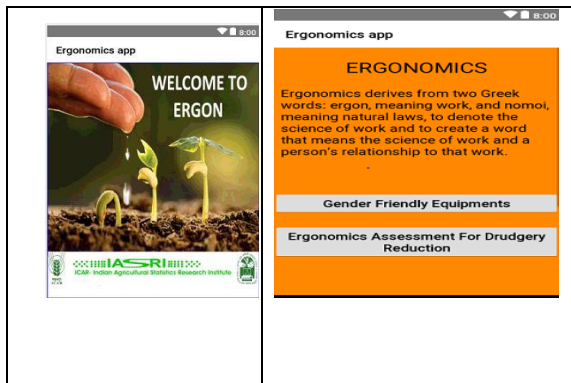 8:00
Ergonomics app
WELCOME TO
ERGON
IASRI
ICAR- Indian Agricultural Statistics Research Institute
8:00
Ergonomics app
ERGONOMICS
Ergonomics derives from two Greek
words: ergon, meaning work, and nomoi,
meaning natural laws, to denote the
science of work and to create a word
that means the science of work and a
person's relationship to that work.
Gender Friendly Equipments
Ergonomics Assessment For Drudgery
Reduction